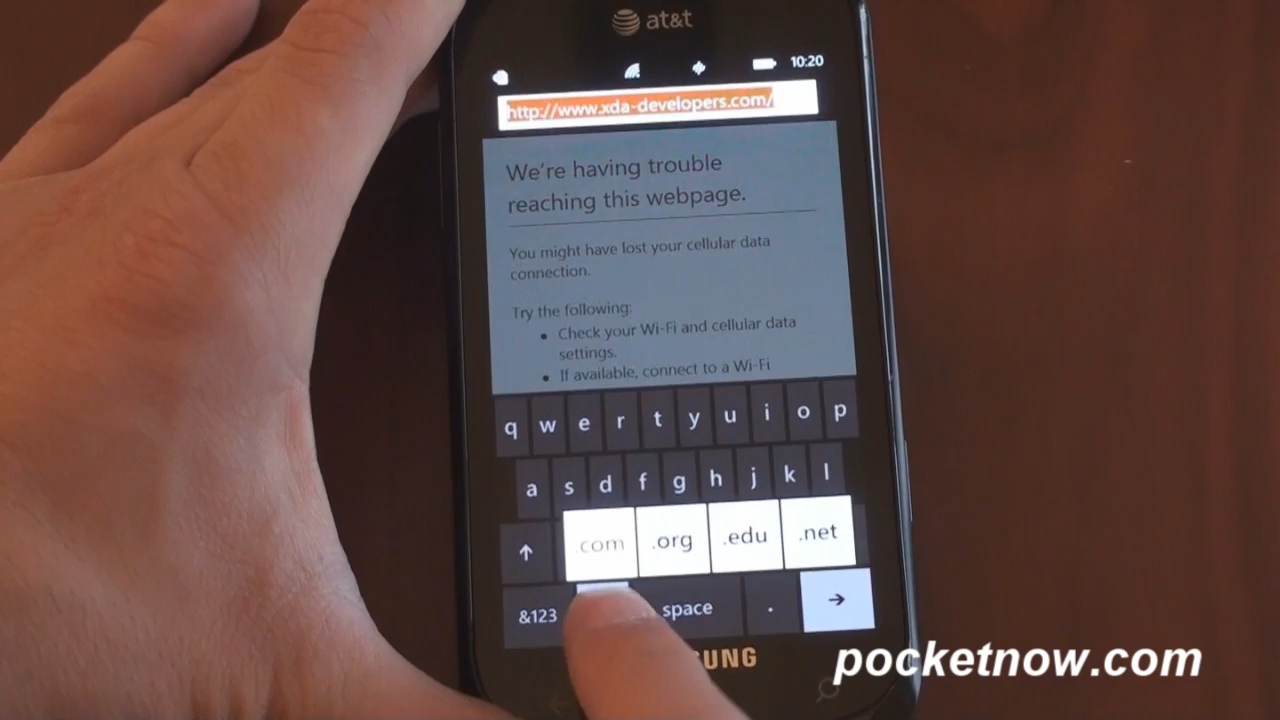 at&t
10:20
http://www.xda-developers.com/
We're having trouble
reaching this webpage.
You might have lost your cellular data
connection.
Try the following:
• Check your Wi-Fi and cellular data
settings.
• If available, connect to a Wi-Fi
q w e r t y u i o p
a s d f g h j k l
.com .org .edu .net
&123 space .
UNG
pocketnow.com